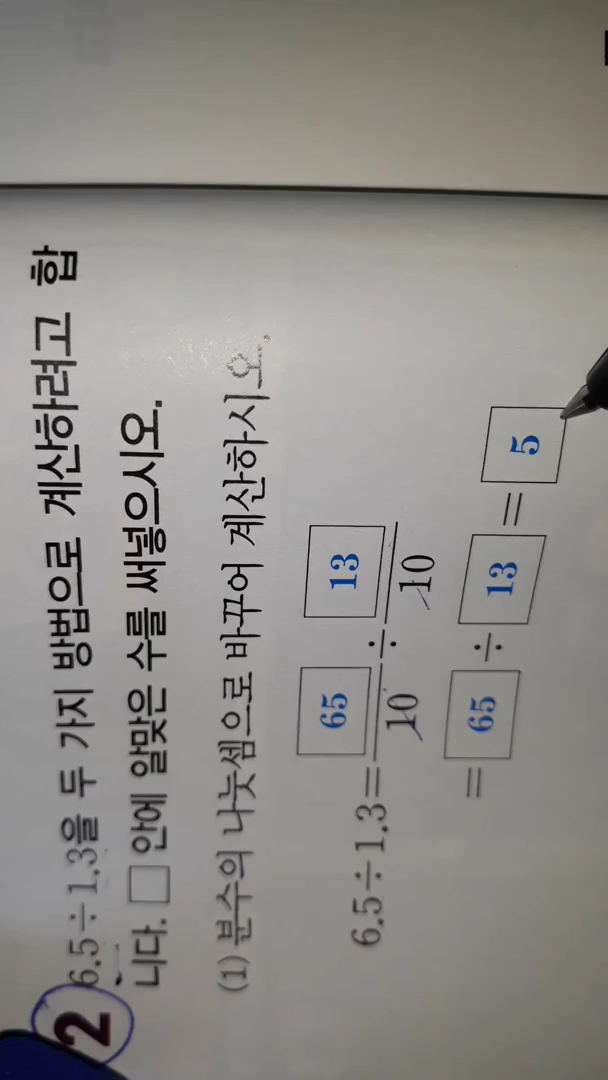 2 6.5÷1.3을 두 가지 방법으로 계산하려고 합
니다. □ 안에 알맞은 수를 써넣으시오.
(1) 분수의 나눗셈으로 바꾸어 계산하시오.
6.5÷1.3=65/10÷13/10
=65÷13=5